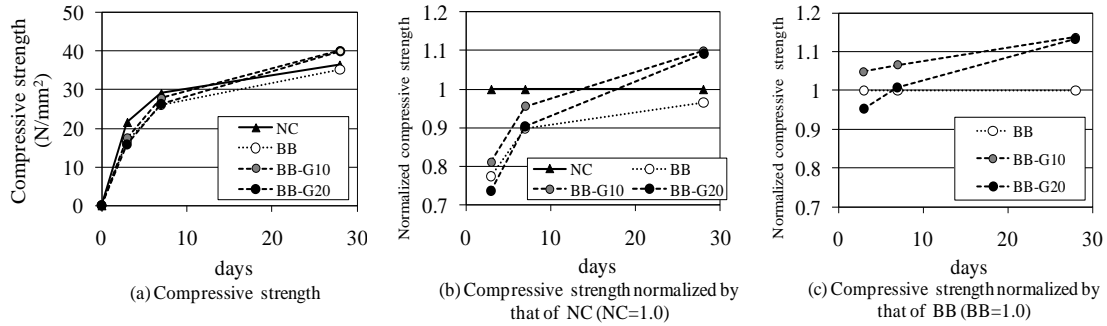 Compressive strength
(N/mm²)
50
40
30
20
10
0
0
10
20
30
days
NC
BB
BB-G10
BB-G20
(a) Compressive strength
Normalized compressive strength
1.2
1.1
1
0.9
0.8
0.7
0
10
20
30
days
NC
BB
BB-G10
BB-G20
(b) Compressive strength normalized by
that of NC (NC=1.0)
Normalized compressive strength
1.2
1.1
1
0.9
0.8
0.7
0
10
20
30
days
BB
BB-G10
BB-G20
(c) Compressive strength normalized by
that of BB (BB=1.0)